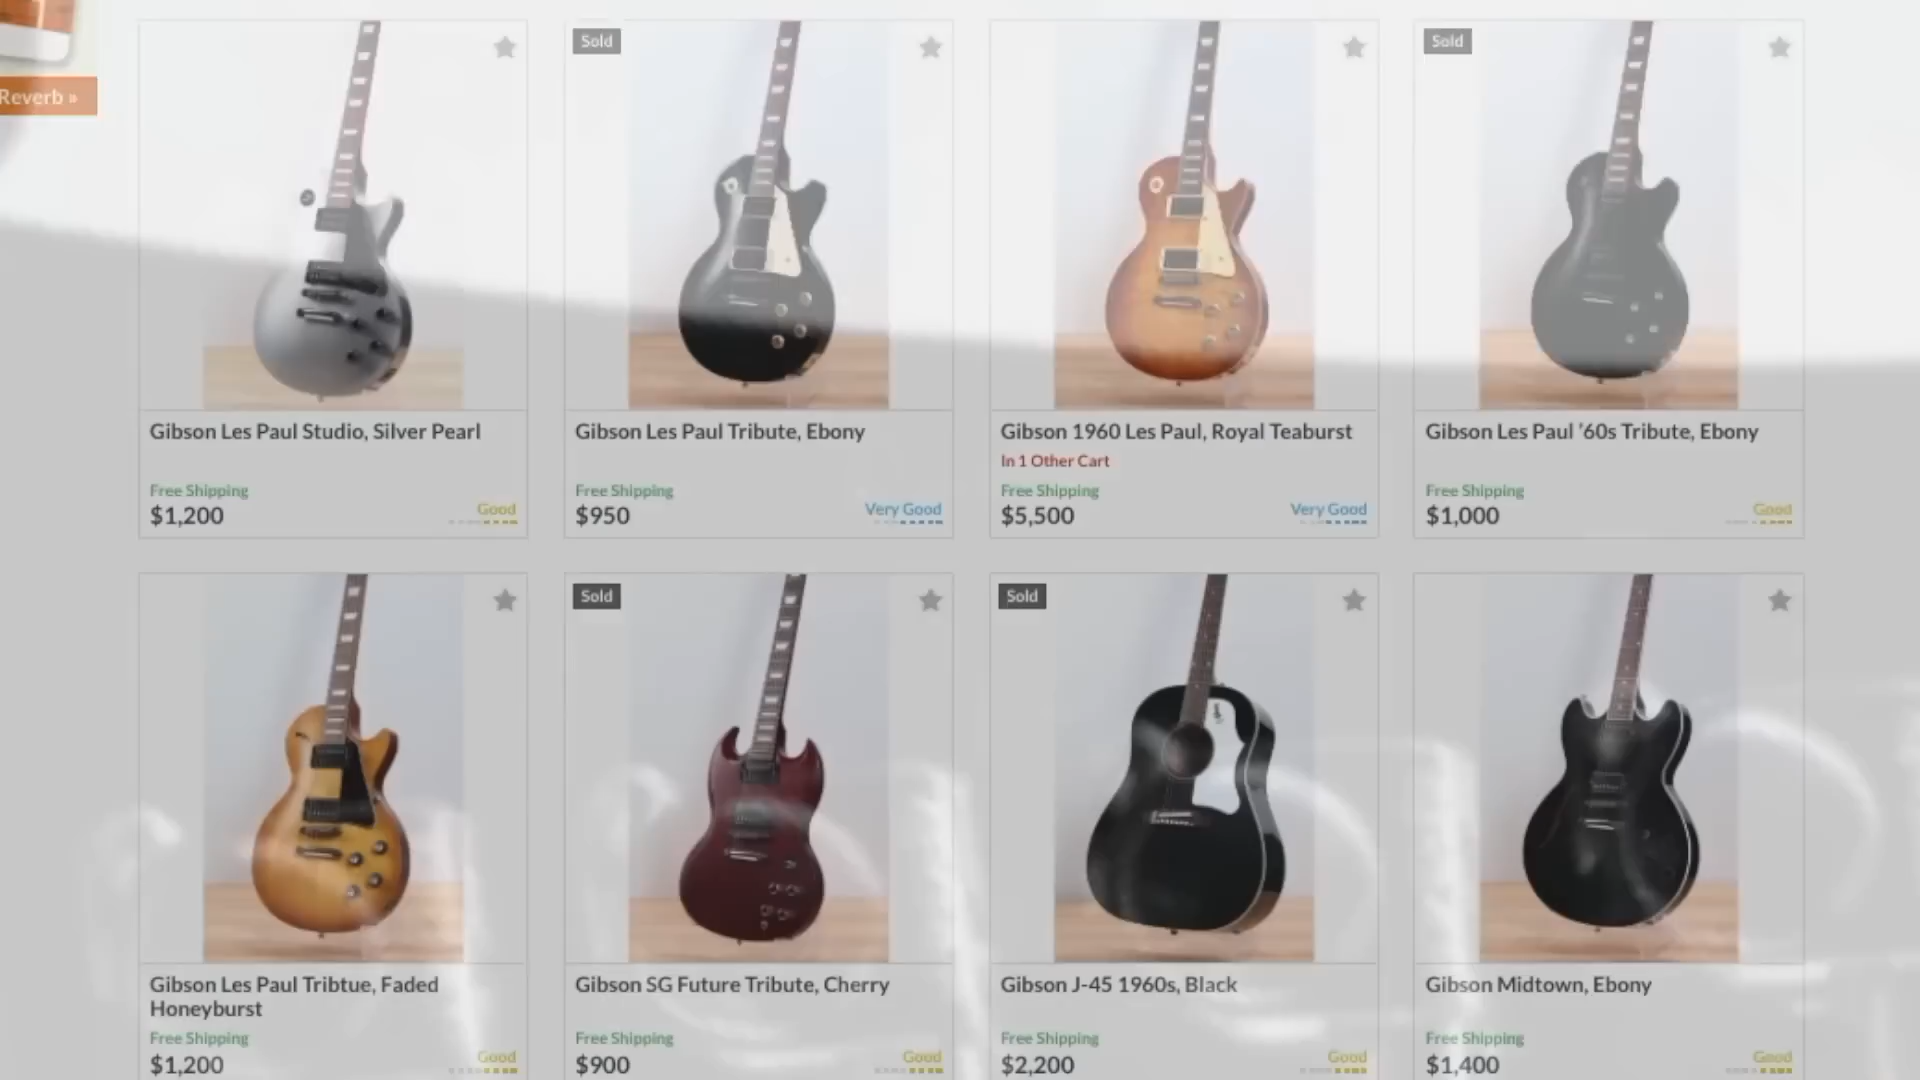 Reverb »
Sold
Sold
Gibson Les Paul Studio, Silver Pearl
Free Shipping
$1,200
Good
Gibson Les Paul Tribute, Ebony
Free Shipping
$950
Very Good
Gibson 1960 Les Paul, Royal Teaburst
In 1 Other Cart
Free Shipping
$5,500
Very Good
Gibson Les Paul '60s Tribute, Ebony
Free Shipping
$1,000
Good
Sold
Sold
Gibson Les Paul Tribtue, Faded
Honeyburst
Free Shipping
$1,200
Good
Gibson SG Future Tribute, Cherry
Free Shipping
$900
Good
Gibson J-45 1960s, Black
Free Shipping
$2,200
Good
Gibson Midtown, Ebony
Free Shipping
$1,400
Good